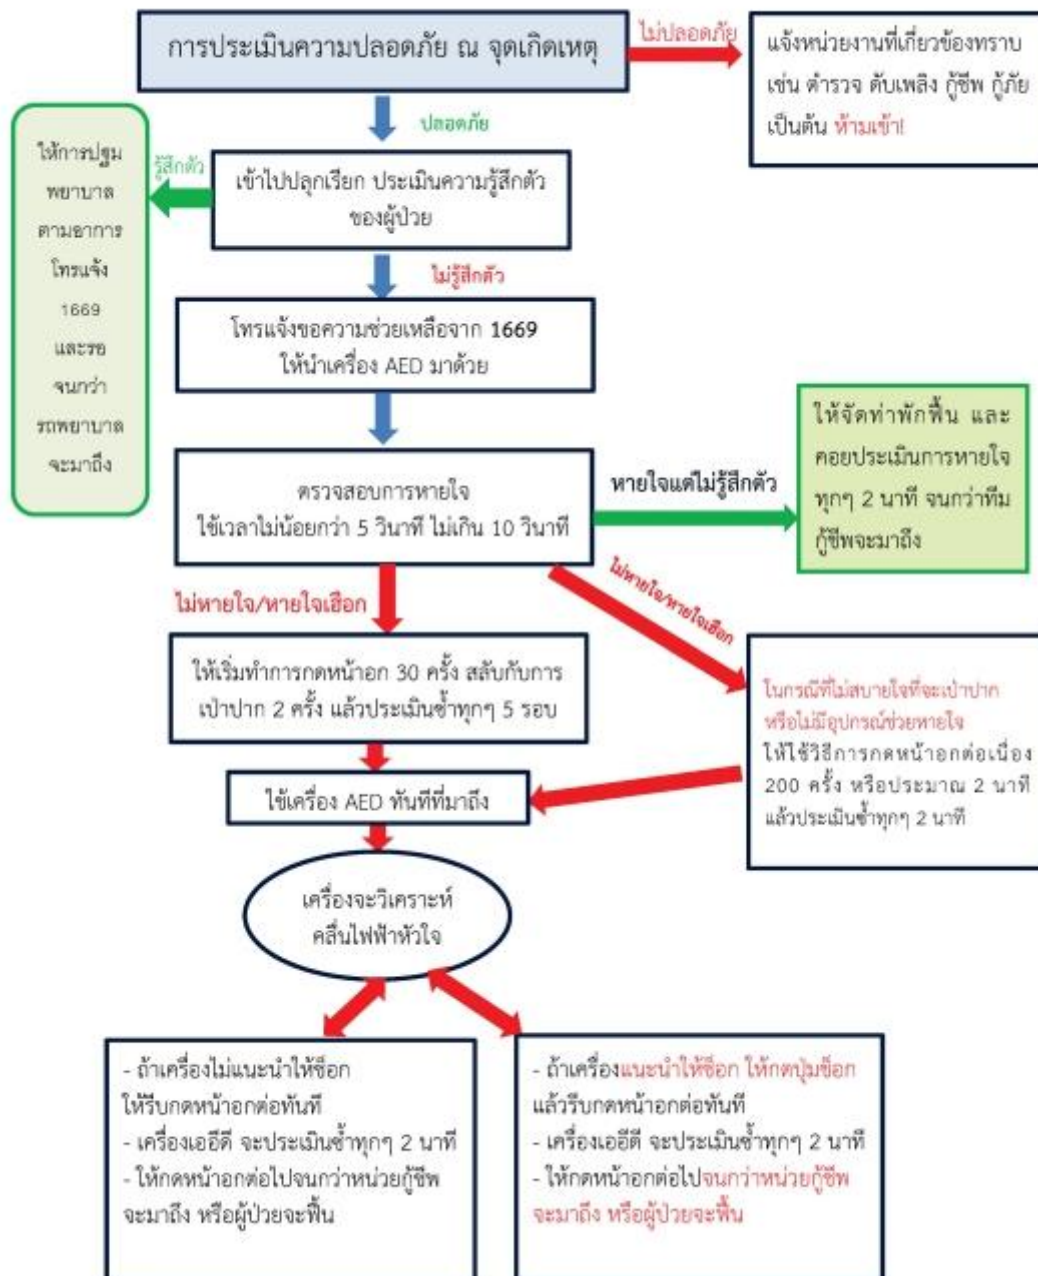 การประเมินความปลอดภัย ณ จุดเกิดเหตุ
ไม่ปลอดภัย
แจ้งหน่วยงานที่เกี่ยวข้องทราบ
เช่น ตำรวจ ดับเพลิง กู้ชีพ กู้ภัย
เป็นต้น ห้ามเข้า!
ปลอดภัย
เข้าไปปลุกเรียก ประเมินความรู้สึกตัว
ของผู้ป่วย
รู้สึกตัว
ให้การปฐม
พยาบาล
ตามอาการ
โทรแจ้ง
1669
และรอ
จนกว่า
รถพยาบาล
จะมาถึง
ไม่รู้สึกตัว
โทรแจ้งขอความช่วยเหลือจาก 1669
ให้นำเครื่อง AED มาด้วย
ตรวจสอบการหายใจ
ใช้เวลาไม่น้อยกว่า 5 วินาที ไม่เกิน 10 วินาที
หายใจแต่ไม่รู้สึกตัว
ให้จัดท่าพักฟื้น และ
คอยประเมินการหายใจ
ทุกๆ 2 นาที จนกว่าทีม
กู้ชีพจะมาถึง
ไม่หายใจ/หายใจเฮือก
ไม่หายใจ/หายใจเฮือก
ให้เริ่มทำการกดหน้าอก 30 ครั้ง สลับกับการ
เป่าปาก 2 ครั้ง แล้วประเมินซ้ำทุกๆ 5 รอบ
ในกรณีที่ไม่สบายใจที่จะเป่าปาก
หรือไม่มีอุปกรณ์ช่วยหายใจ
ให้ใช้วิธีการกดหน้าอกต่อเนื่อง
200 ครั้ง หรือประมาณ 2 นาที
แล้วประเมินซ้ำทุกๆ 2 นาที
ใช้เครื่อง AED ทันทีที่มาถึง
เครื่องจะวิเคราะห์
คลื่นไฟฟ้าหัวใจ
- ถ้าเครื่องไม่แนะนำให้ช็อก
ให้รีบกดหน้าอกต่อทันที
- เครื่องเออีดี จะประเมินซ้ำทุกๆ 2 นาที
- ให้กดหน้าอกต่อไปจนกว่าหน่วยกู้ชีพ
จะมาถึง หรือผู้ป่วยจะฟื้น
- ถ้าเครื่องแนะนำให้ช็อก ให้กดปุ่มช็อก
แล้วรีบกดหน้าอกต่อทันที
- เครื่องเออีดี จะประเมินซ้ำทุกๆ 2 นาที
- ให้กดหน้าอกต่อไปจนกว่าหน่วยกู้ชีพ
จะมาถึง หรือผู้ป่วยจะฟื้น